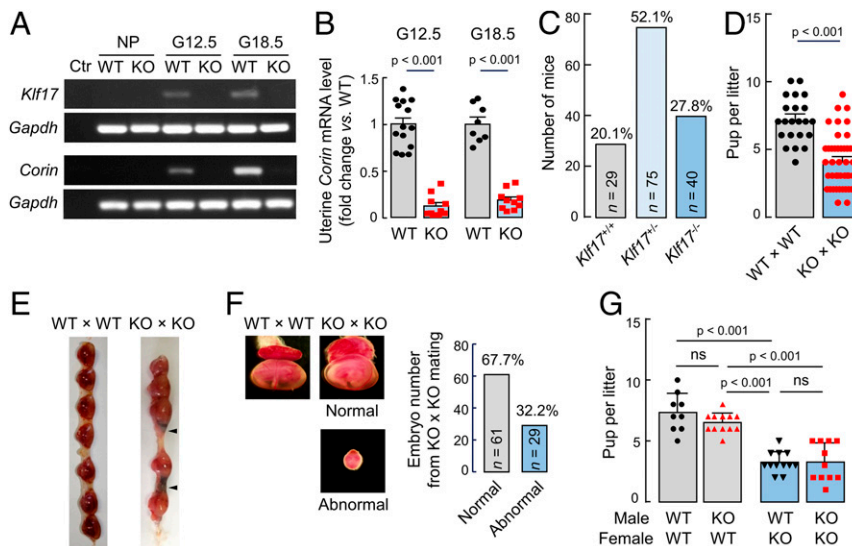 A
NP G12.5 G18.5
Ctr WT KO WT KO WT KO
Klf17
Gapdh
Corin
Gapdh
B
G12.5 G18.5
p < 0.001 p < 0.001
Uterine Corin mRNA level
(fold change vs. WT)
1.5
1
0.5
0
WT KO WT KO
C
Number of mice
80
60
40
20
0
20.1%
52.1%
27.8%
n = 29
n = 75
n = 40
Klf17+/+
Klf17+/-
Klf17-/-
D
p < 0.001
Pup per litter
15
10
5
0
WT × WT
KO × KO
E
WT × WT KO × KO
F
WT × WT KO × KO
Normal
Abnormal
Embryo number
from KO x KO mating
80
60
40
20
0
67.7%
32.2%
n = 61
n = 29
Normal
Abnormal
G
Pup per litter
15
10
5
0
p < 0.001
ns
p < 0.001
p < 0.001
ns
Male WT KO WT KO
Female WT WT KO KO